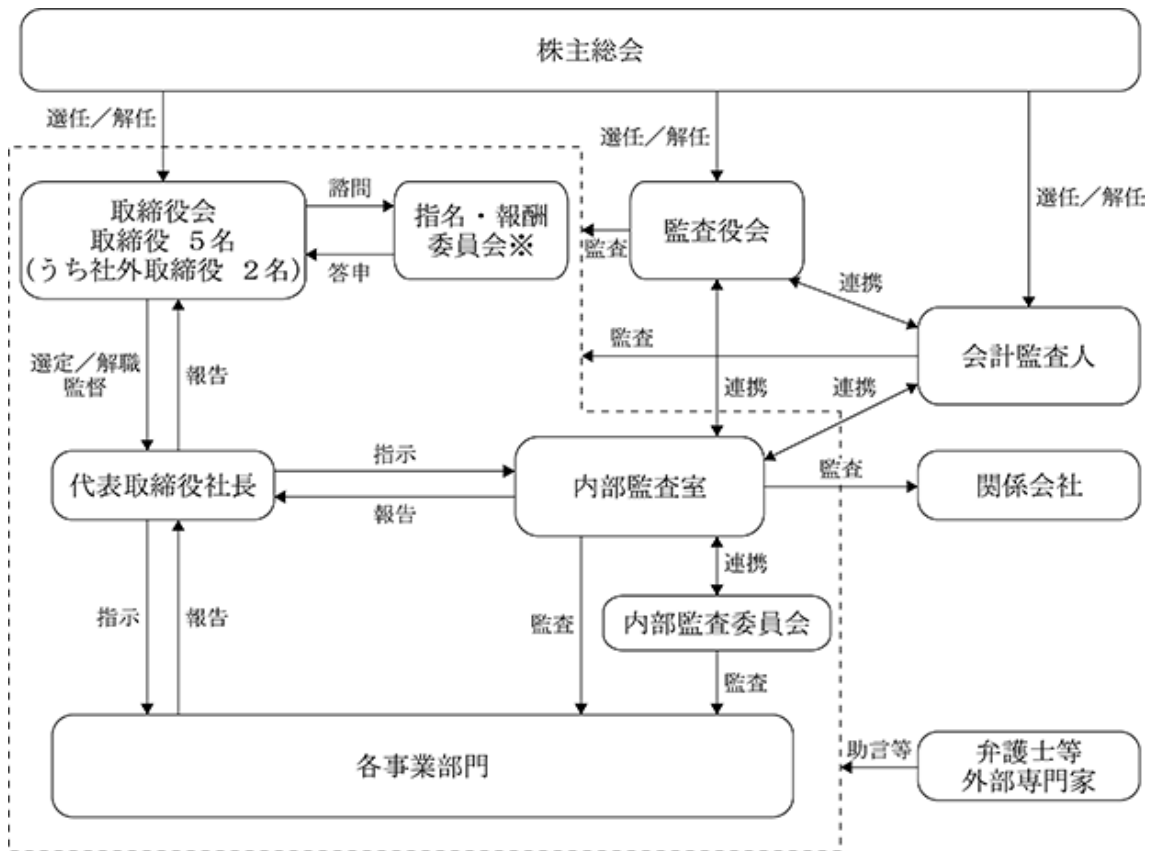 株主総会
選任／解任
選任／解任
選任／解任
取締役会
取締役 ５名
(うち社外取締役 ２名)
諮問
答申
指名・報酬
委員会※
監査
監査役会
連携
会計監査人
監査
選定／解職
監督
報告
連携
連携
代表取締役社長
指示
報告
内部監査室
監査
関係会社
連携
指示
報告
監査
内部監査委員会
監査
各事業部門
助言等
弁護士等
外部専門家